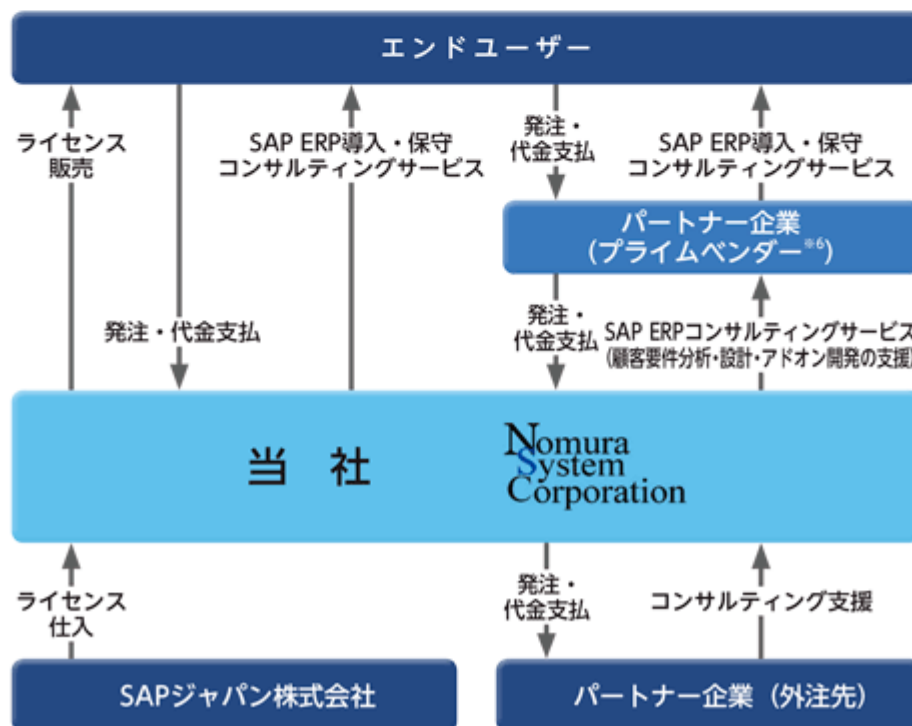 エンドユーザー
ライセンス
販売
SAP ERP導入・保守
コンサルティングサービス
発注・
代金支払
SAP ERP導入・保守
コンサルティングサービス
パートナー企業
(プライムベンダー※6)
発注・代金支払
発注・
代金支払
SAP ERPコンサルティングサービス
(顧客要件分析・設計・アドオン開発の支援)
当 社
Nomura
System
Corporation
ライセンス
仕入
発注・
代金支払
コンサルティング支援
SAPジャパン株式会社
パートナー企業（外注先）